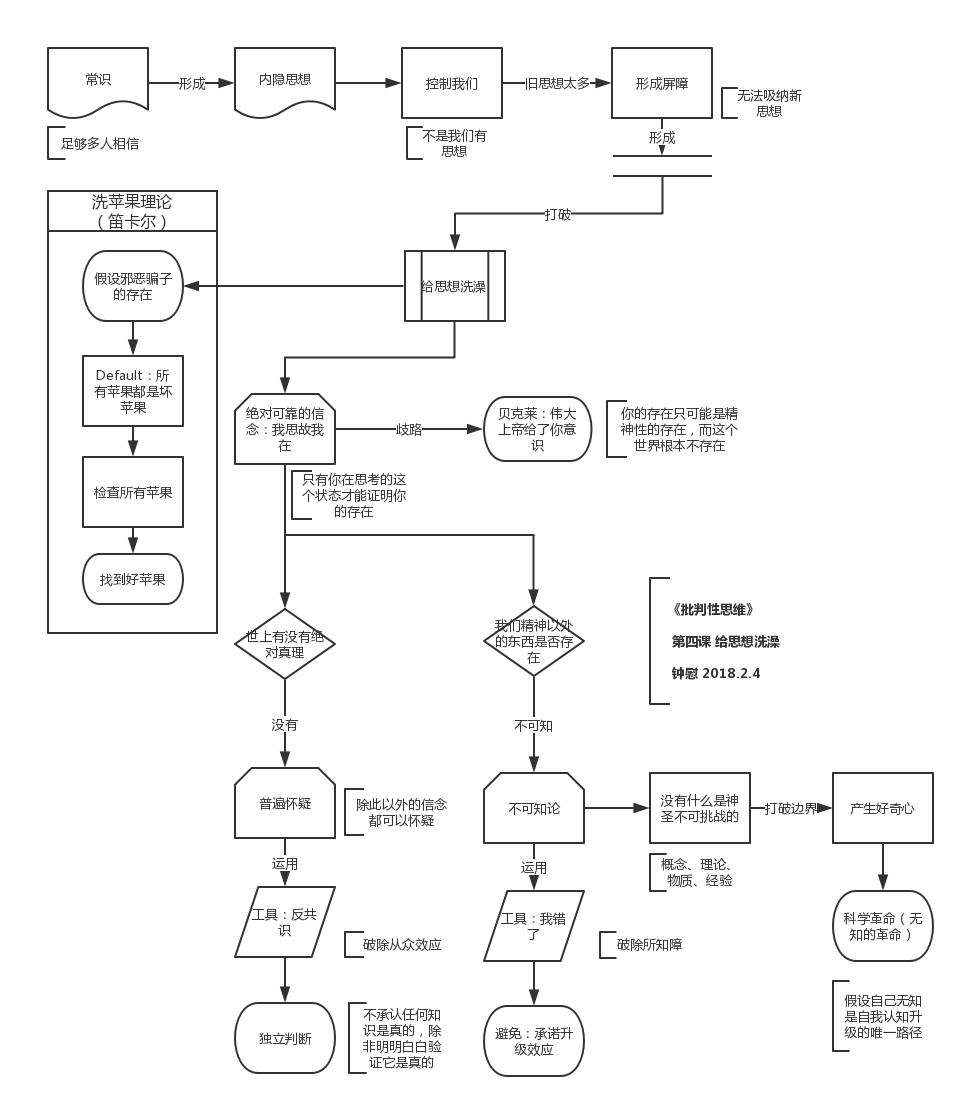 常识
形成
内隐思想
控制我们
旧思想太多
形成屏障
无法吸纳新
思想
足够多人相信
不是我们有
思想
形成
洗苹果理论
（笛卡尔）
打破
假设邪恶骗子
的存在
给思想洗澡
Default：所
有苹果都是坏
苹果
检查所有苹果
找到好苹果
绝对可靠的信
念：我思故我
在
歧路
贝克莱：伟大
上帝给了你意
识
你的存在只可能是精
神性的存在，而这个
世界根本不存在
只有你在思考的这
个状态才能证明你
的存在
世上有没有绝
对真理
我们精神以外
的东西是否存
在
《批判性思维》
第四课 给思想洗澡
钟慰 2018.2.4
没有
不可知
普遍怀疑
除此以外的信念
都可以怀疑
不可知论
没有什么是神
圣不可挑战的
打破边界
产生好奇心
概念、理论、
物质、经验
运用
运用
工具：反共
识
破除从众效应
工具：我错
了
破除所知障
科学革命（无
知的革命）
独立判断
不承认任何知
识是真的，除
非明明白白验
证它是真的
避免：承诺升
级效应
假设自己无知
是自我认知升
级的唯一路径